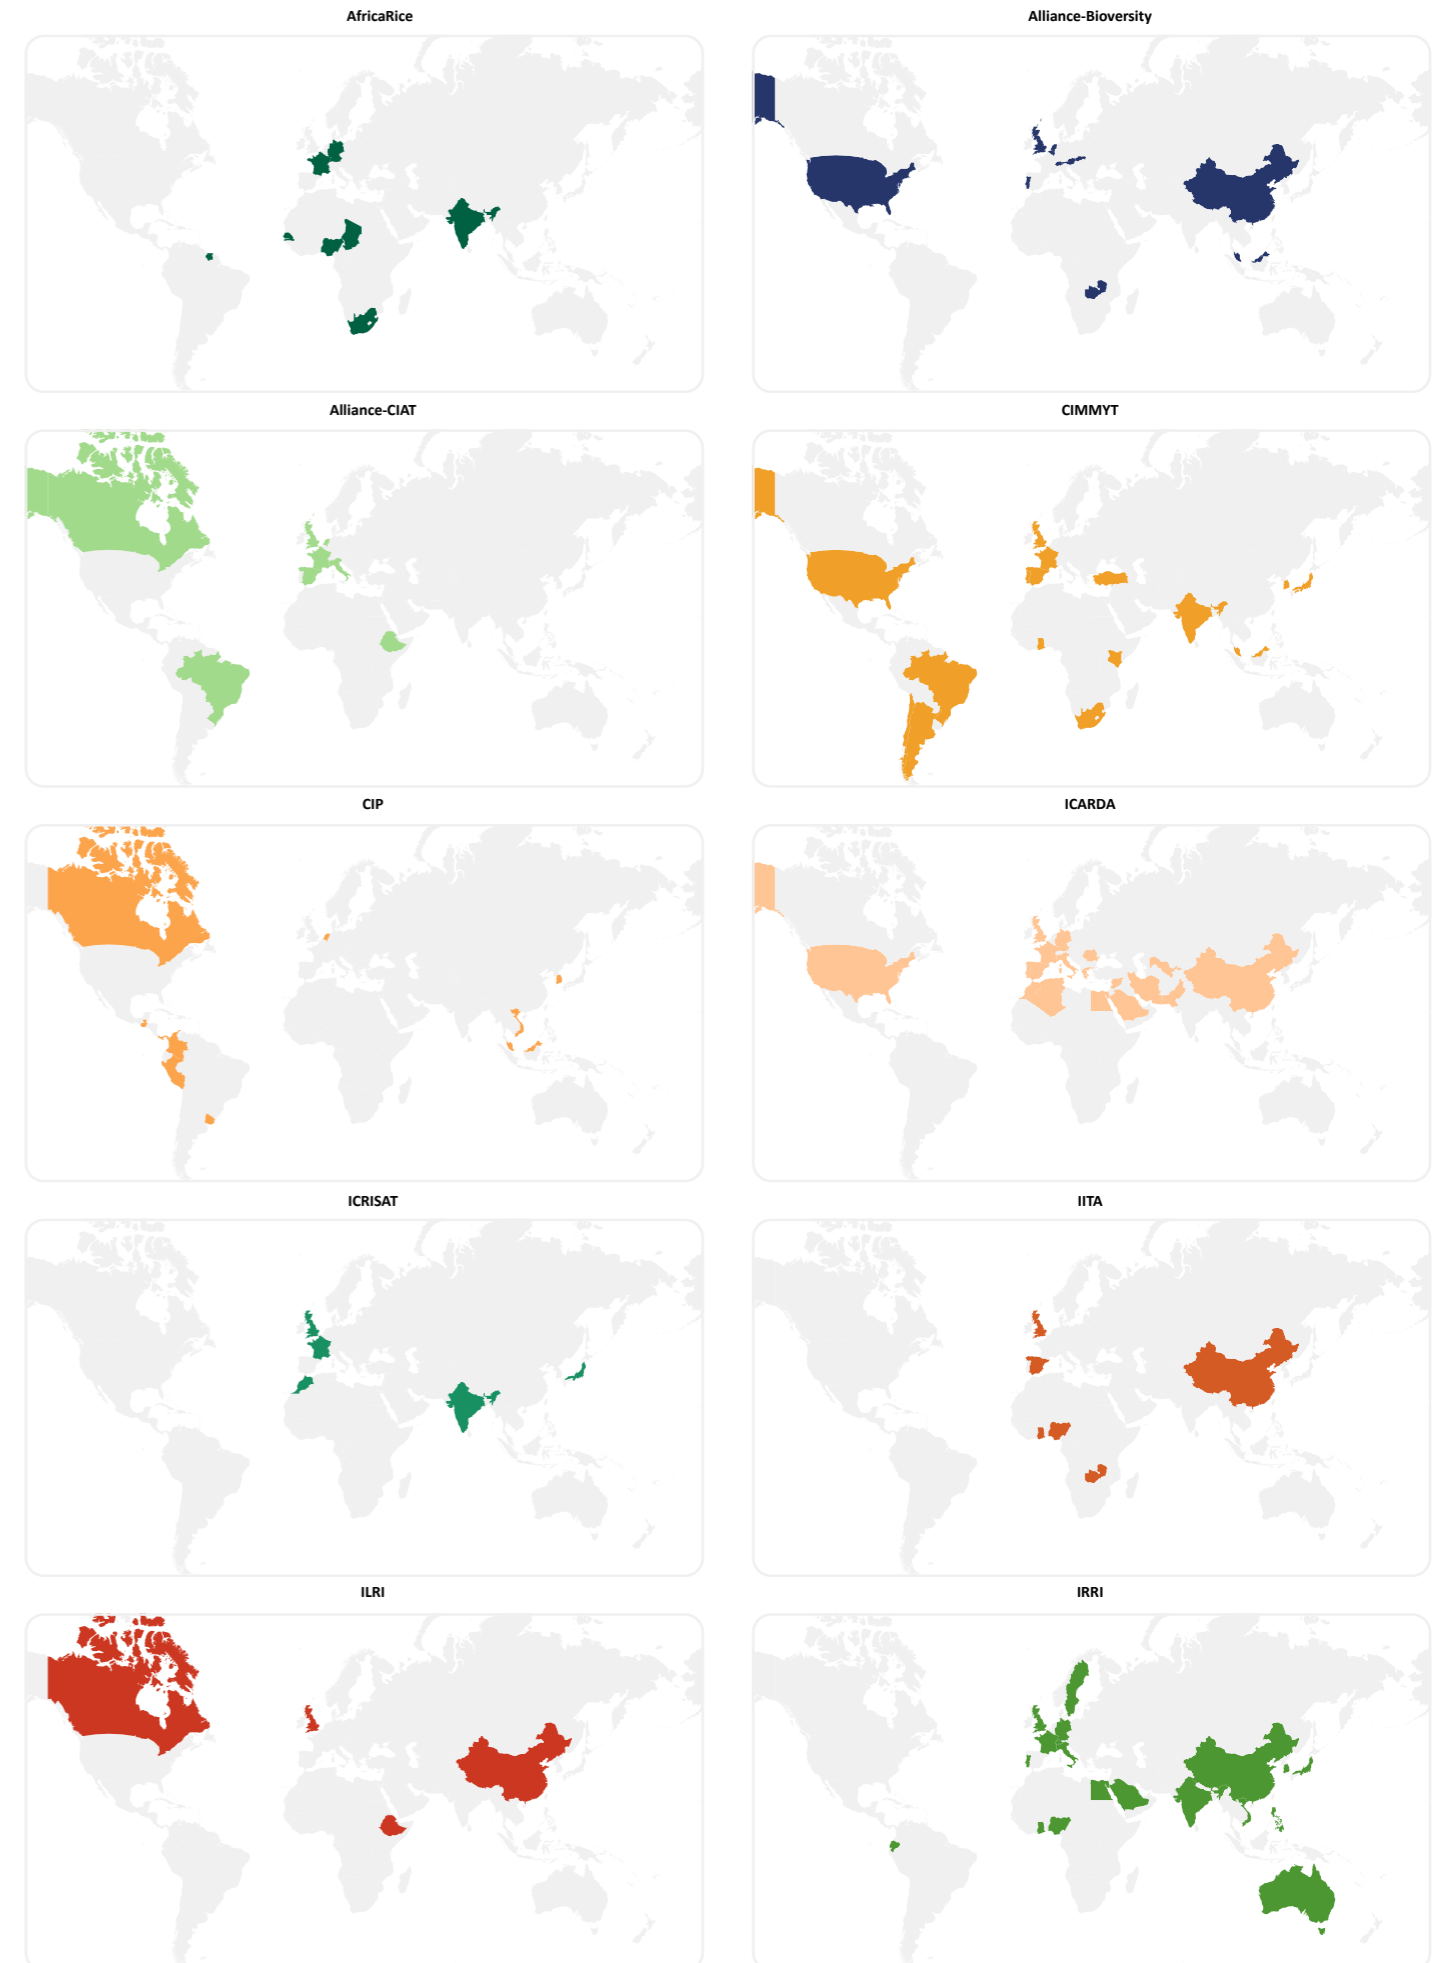 AfricaRice
Alliance-Bioversity
Alliance-CIAT
CIMMYT
CIP
ICARDA
ICRISAT
IITA
ILRI
IRRI